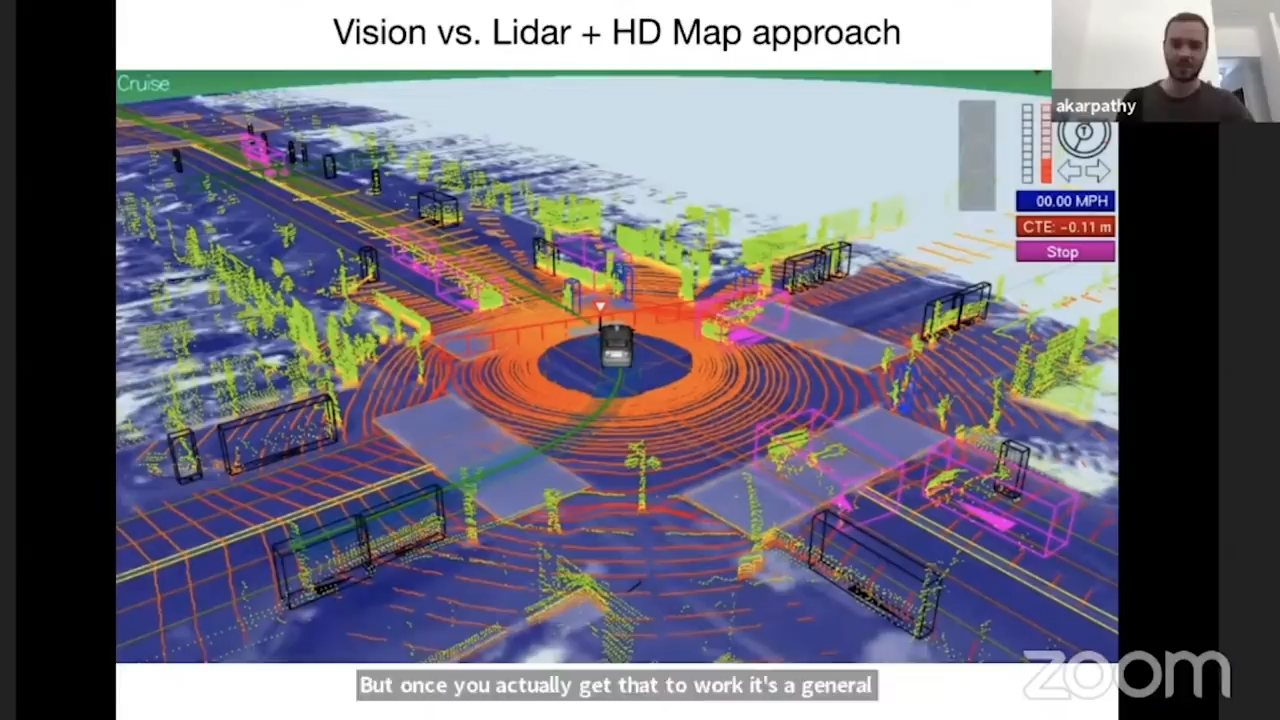 Vision vs. Lidar + HD Map approach
Cruise
akarpathy
T
00.00 MPH
CTE: -0.11 m
Stop
But once you actually get that to work it's a general
zoom